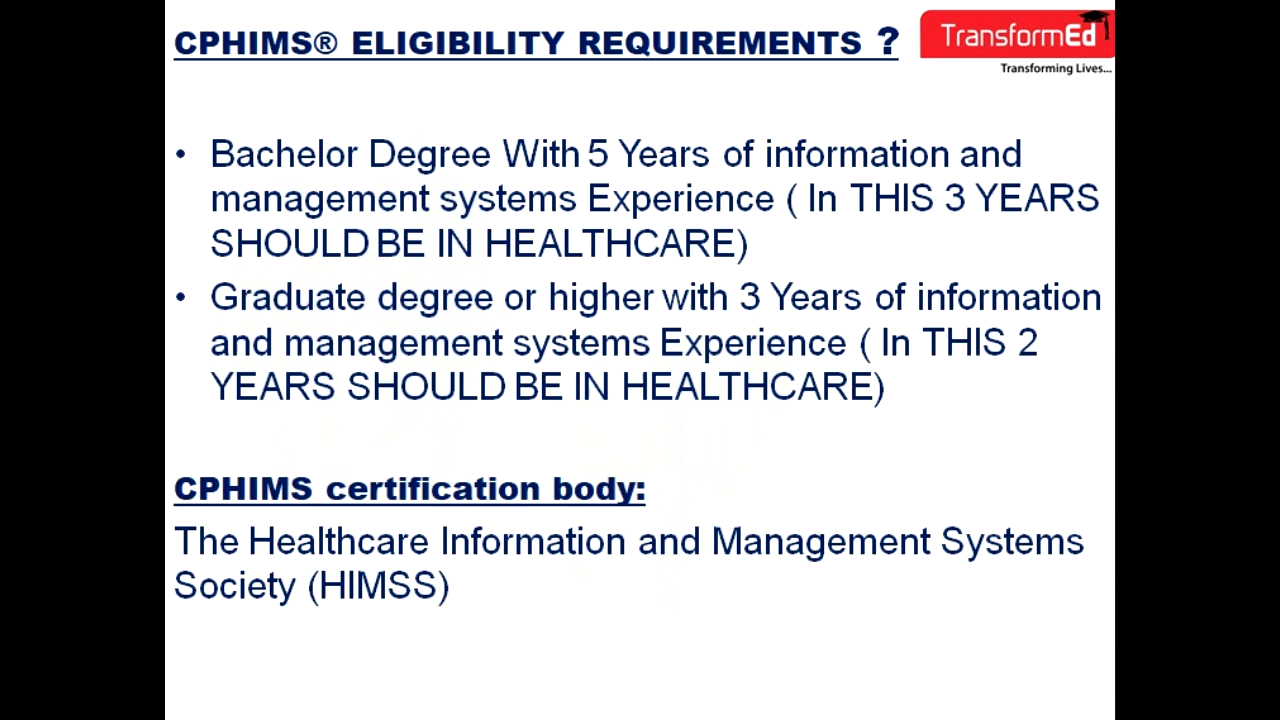 CPHIMS® ELIGIBILITY REQUIREMENTS ?
TransformEd
Transforming Lives...
• Bachelor Degree With 5 Years of information and
management systems Experience ( In THIS 3 YEARS
SHOULD BE IN HEALTHCARE)
• Graduate degree or higher with 3 Years of information
and management systems Experience ( In THIS 2
YEARS SHOULD BE IN HEALTHCARE)
CPHIMS certification body:
The Healthcare Information and Management Systems
Society (HIMSS)